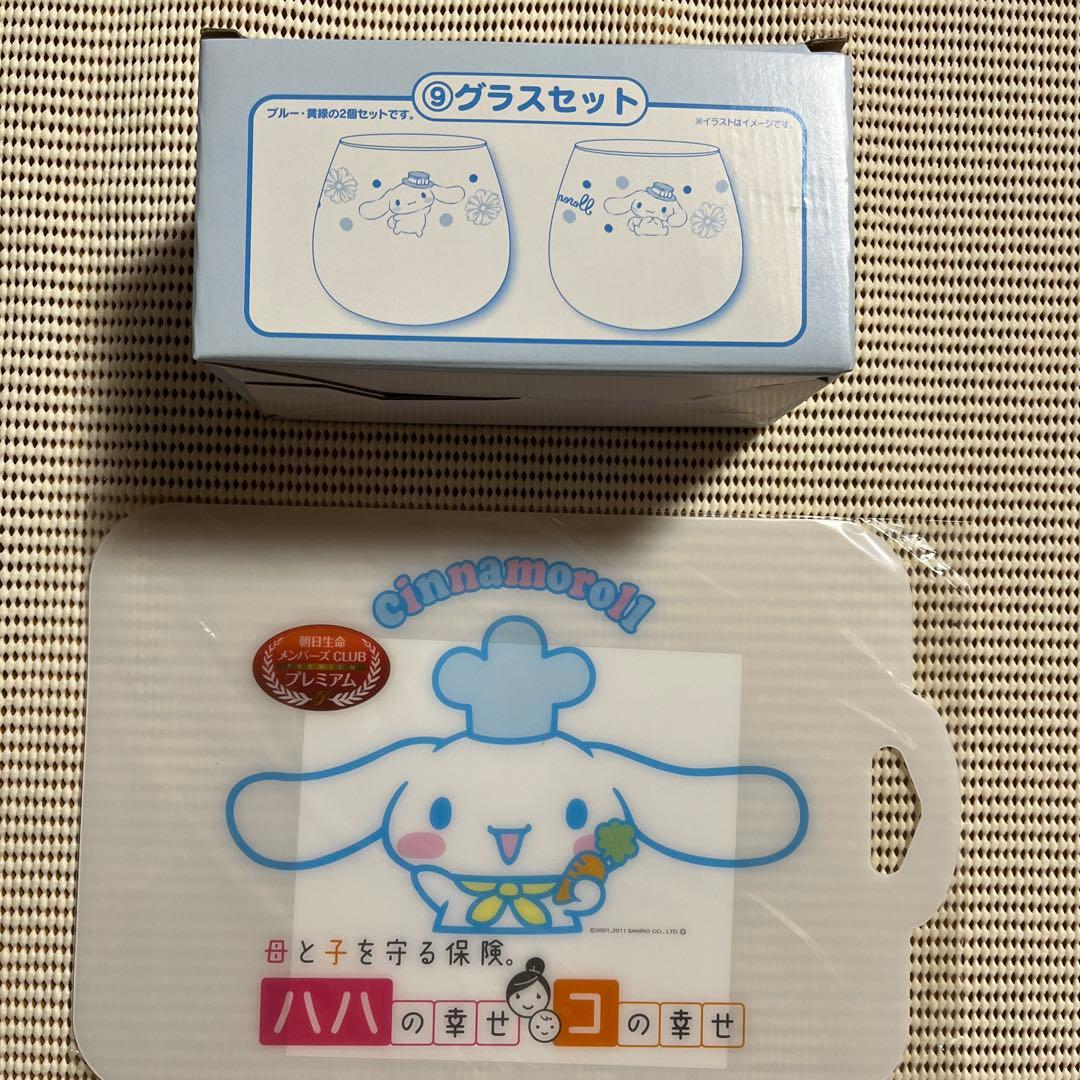 ⑨グラスセット
ブルー・黄緑の2個セットです。
※イラストはイメージです。
moroll
cinnamoroll
朝日生命
メンバーズCLUB
PREMIUM
プレミアム
©2001, 2011 SANRIO CO., LTD.
母と子を守る保険。
ハハの幸せ コの幸せ